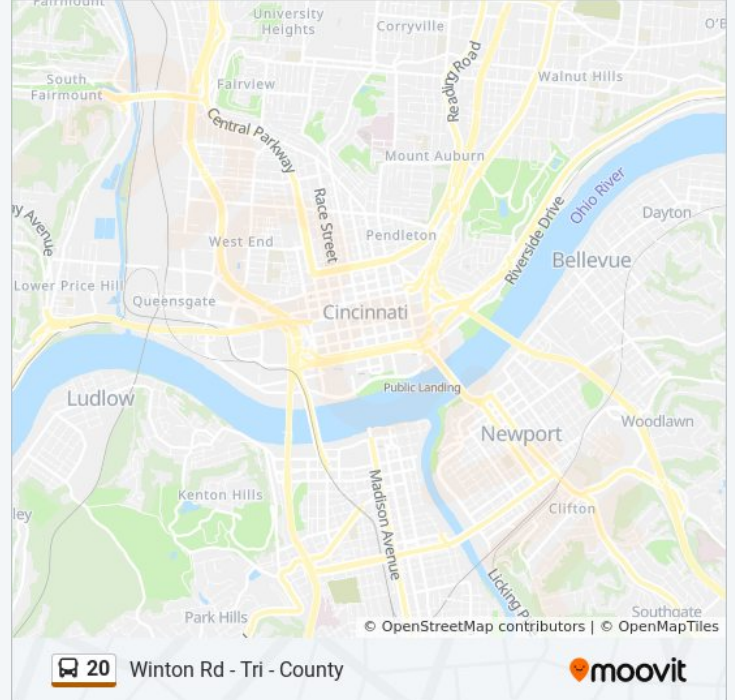 Fairmount
University
Heights
Corryville
O'B
South
Fairmount
Fairview
Reading Road
Walnut Hills
Central Parkway
Mount Auburn
Race Street
Ohio River
Riverside Drive
ay Avenue
Dayton
West End
Pendleton
Bellevue
Lower Price Hill
Queensgate
Cincinnati
Public Landing
Ludlow
Woodlawn
Newport
Madison Avenue
Kenton Hills
Clifton
ley
Licking P
Park Hills
Southgate
© OpenStreetMap contributors | © OpenMapTiles
20 Winton Rd - Tri - County
moovit